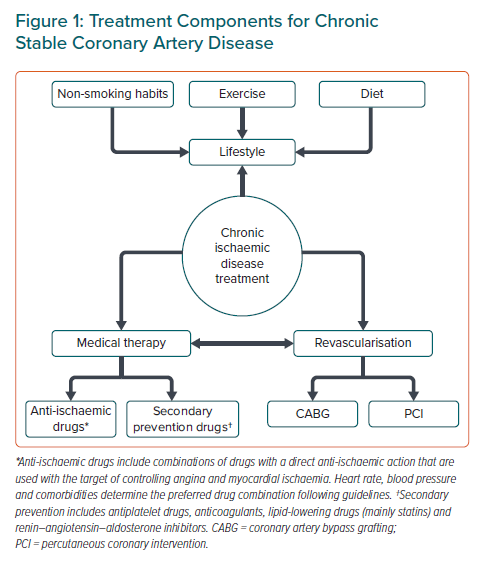 Figure 1: Treatment Components for Chronic
Stable Coronary Artery Disease
Non-smoking habits
Exercise
Diet
Lifestyle
Chronic
ischaemic
disease
treatment
Medical therapy
Revascularisation
Anti-ischaemic
drugs*
Secondary
prevention drugs†
CABG
PCI
*Anti-ischaemic drugs include combinations of drugs with a direct anti-ischaemic action that are
used with the target of controlling angina and myocardial ischaemia. Heart rate, blood pressure
and comorbidities determine the preferred drug combination following guidelines. †Secondary
prevention includes antiplatelet drugs, anticoagulants, lipid-lowering drugs (mainly statins) and
renin–angiotensin–aldosterone inhibitors. CABG = coronary artery bypass grafting;
PCI = percutaneous coronary intervention.